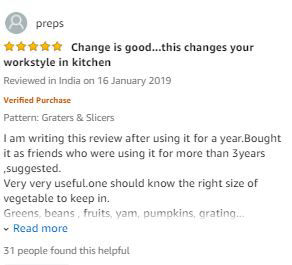 preps
Change is good...this changes your
workstyle in kitchen
Reviewed in India on 16 January 2019
Verified Purchase
Pattern: Graters & Slicers
I am writing this review after using it for a year.Bought
it as friends who were using it for more than 3years
,suggested.
Very very useful.one should know the right size of
vegetable to keep in.
Greens, beans , fruits, yam, pumpkins, grating...
Read more
31 people found this helpful